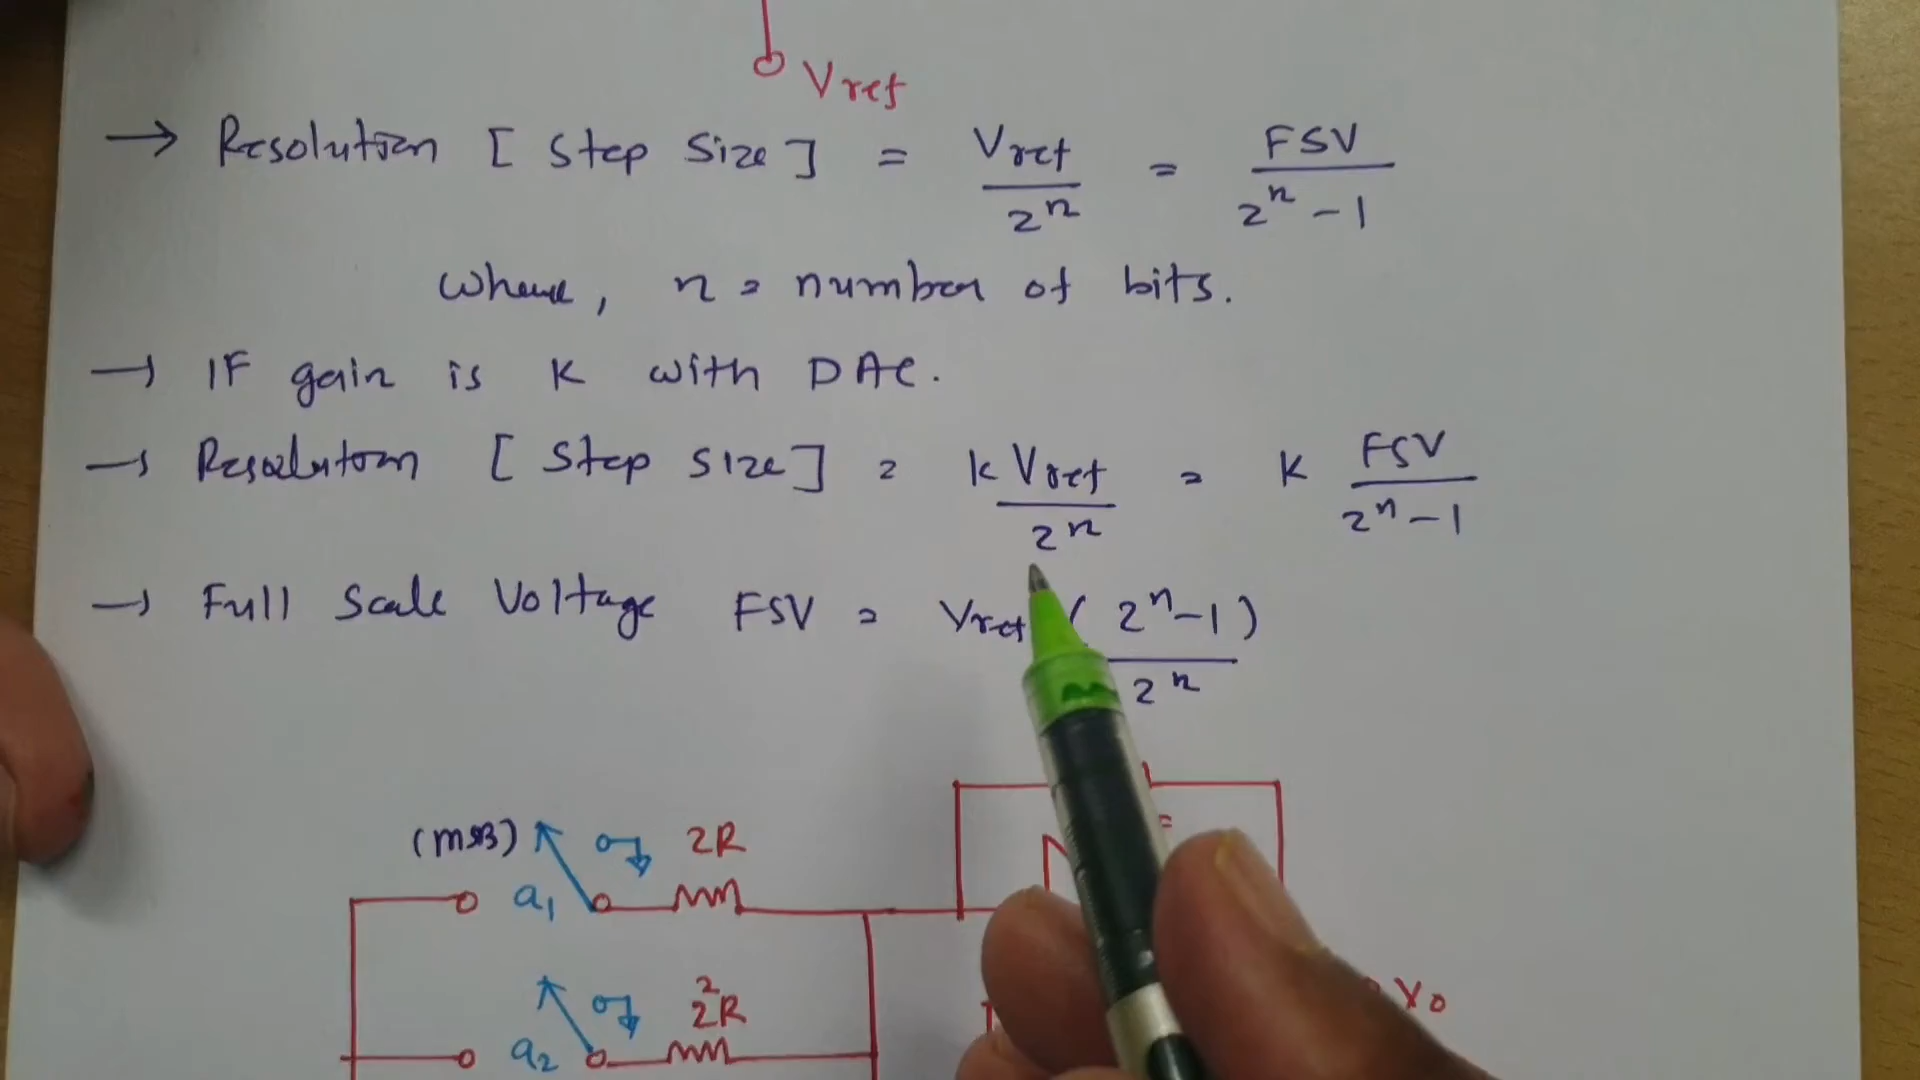 Vref
→ Resolution [ Step Size ] = Vref / 2^n = FSV / 2^n - 1
Where, n = number of bits.
→ IF gain is K with DAC.
→ Resolution [ Step Size ] = K Vref / 2^n = K FSV / 2^n - 1
→ Full Scale Voltage FSV = Vref ( 2^n - 1 ) / 2^n
(MSB) a1 2R
a2 2^2R
Vo